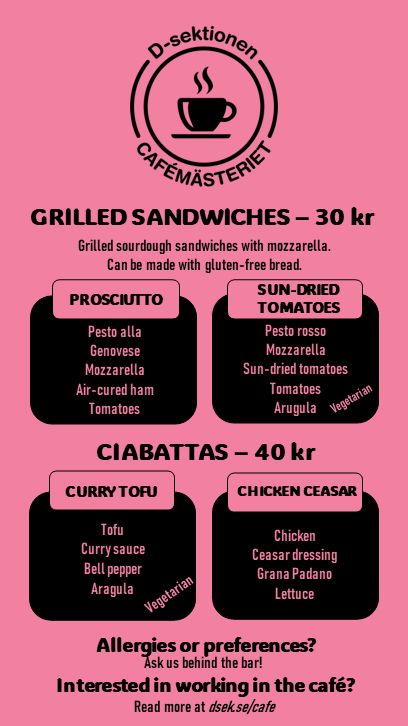 D-sektionen
CAFÉMÄSTERIET
GRILLED SANDWICHES – 30 kr
Grilled sourdough sandwiches with mozzarella.
Can be made with gluten-free bread.
PROSCIUTTO
Pesto alla
Genovese
Mozzarella
Air-cured ham
Tomatoes
SUN-DRIED
TOMATOES
Pesto rosso
Mozzarella
Sun-dried tomatoes
Tomatoes
Arugula
Vegetarian
CIABATTAS – 40 kr
CURRY TOFU
Tofu
Curry sauce
Bell pepper
Aragula
Vegetarian
CHICKEN CEASAR
Chicken
Ceasar dressing
Grana Padano
Lettuce
Allergies or preferences?
Ask us behind the bar!
Interested in working in the café?
Read more at dsek.se/cafe